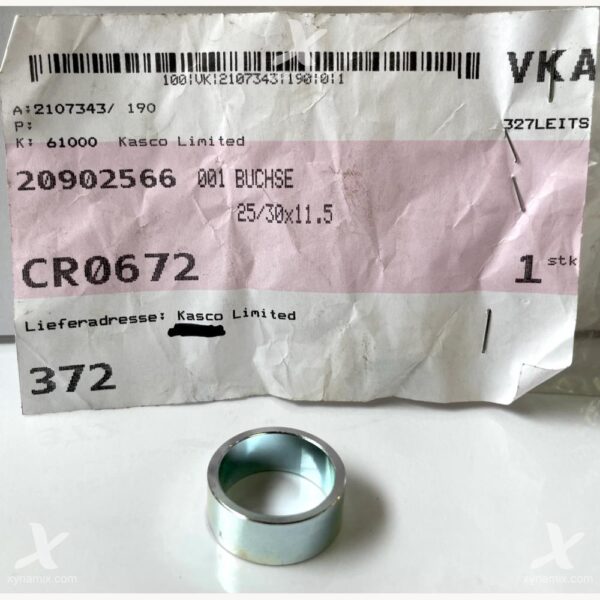 100|VK|2107343|190|0|1
VKA
A:2107343/ 190
P:
327LEITS
K: 61000 Kasco Limited
20902566 001 BUCHSE
25/30x11.5
CR0672
1 stk
Lieferadresse: Kasco Limited
372
xynamix.com
xynamix.com